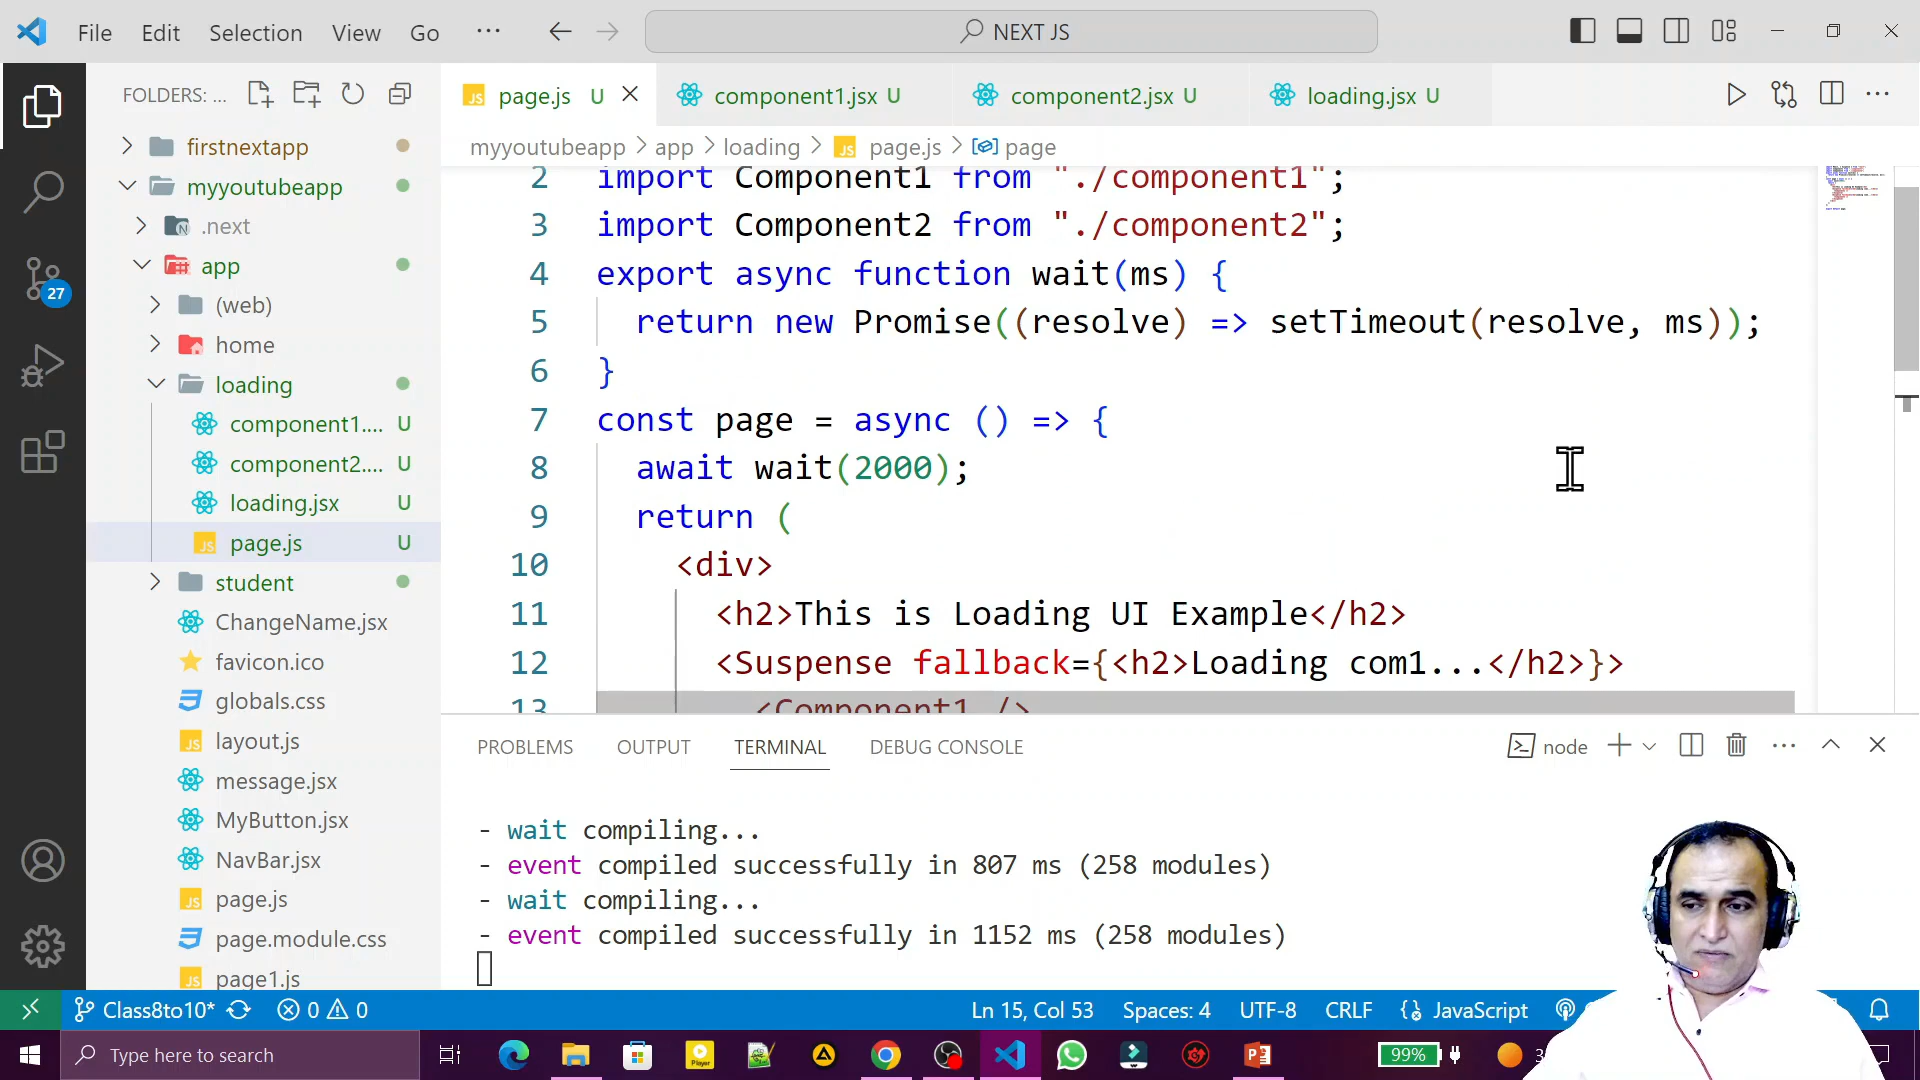 File Edit Selection View Go ... NEXT JS
FOLDERS: ...
page.js U
component1.jsx U
component2.jsx U
loading.jsx U
myyoutubeapp > app > loading > JS page.js > page
firstnextapp
myyoutubeapp
.next
app
(web)
home
loading
component1.... U
component2.... U
loading.jsx U
page.js U
student
ChangeName.jsx
favicon.ico
globals.css
layout.js
message.jsx
MyButton.jsx
NavBar.jsx
page.js
page.module.css
page1.js
27
2 import Component1 from "./component1";
3 import Component2 from "./component2";
4 export async function wait(ms) {
5 return new Promise((resolve) => setTimeout(resolve, ms));
6 }
7 const page = async () => {
8 await wait(2000);
9 return (
10 <div>
11 <h2>This is Loading UI Example</h2>
12 <Suspense fallback={<h2>Loading com1...</h2>}>
13 <Component1 />
PROBLEMS OUTPUT TERMINAL DEBUG CONSOLE
node
- wait compiling...
- event compiled successfully in 807 ms (258 modules)
- wait compiling...
- event compiled successfully in 1152 ms (258 modules)
Class8to10* 0 0 Ln 15, Col 53 Spaces: 4 UTF-8 CRLF JavaScript
Type here to search
99%